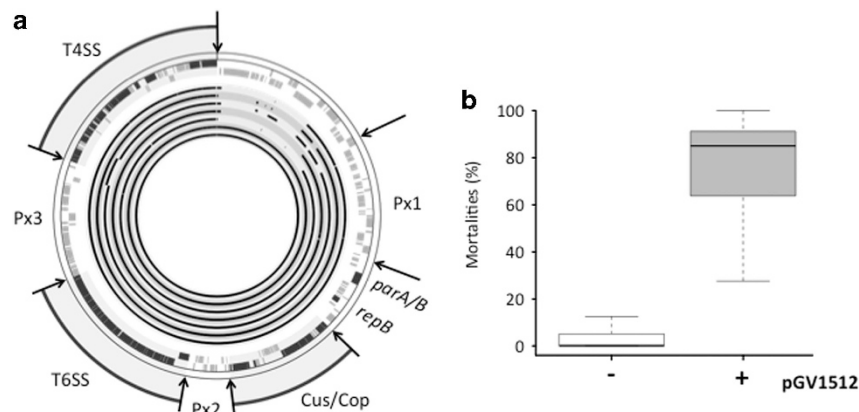 a
T4SS
Px1
parA/B
repB
Cus/Cop
Px2
T6SS
Px3
b
Mortalities (%)
100
80
60
40
20
0
- + pGV1512